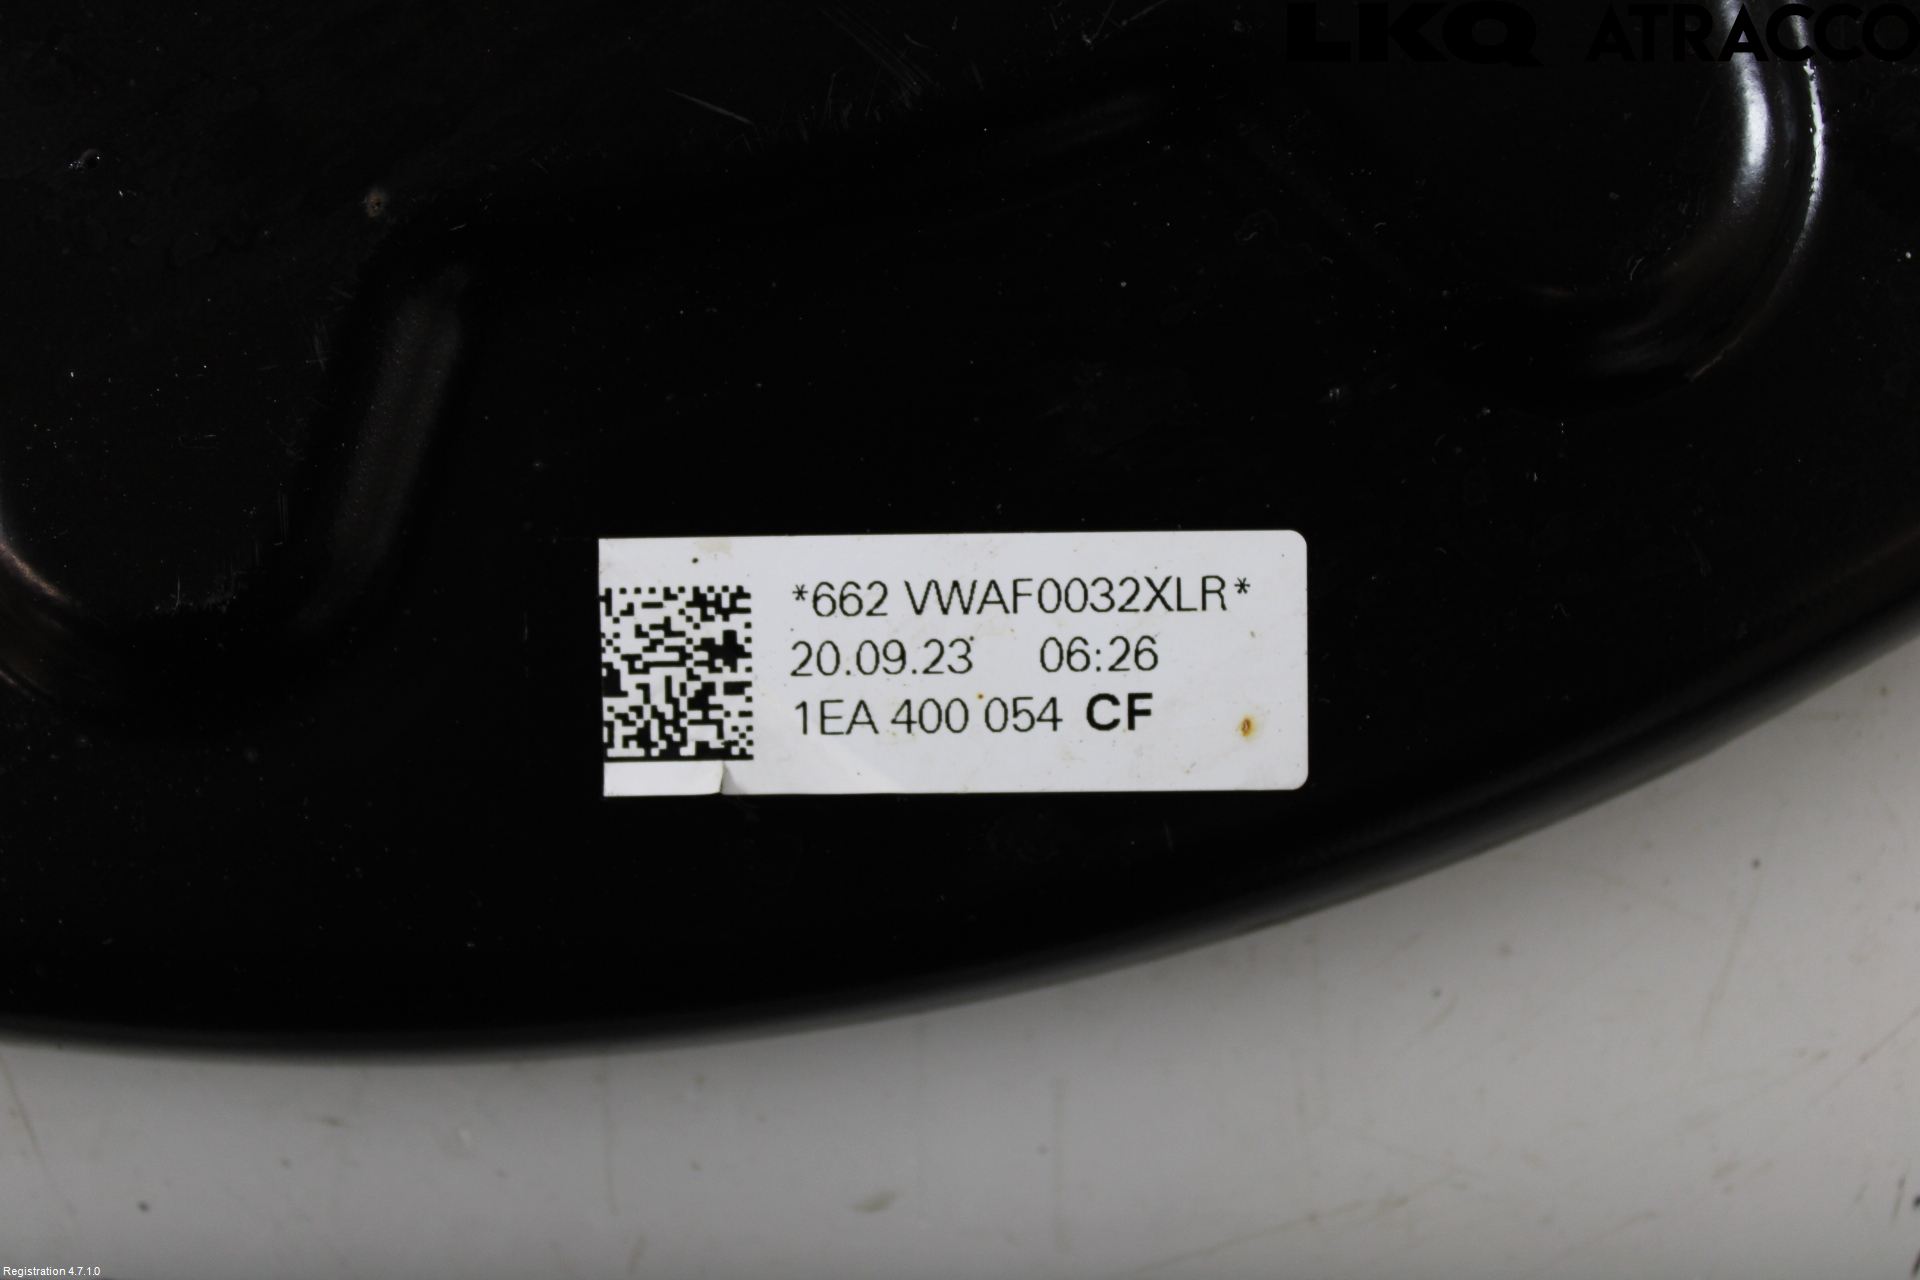 LKQ ATRACCO
*662 VWAF0032XLR*
20.09.23 06:26
1EA 400 054 CF
Registration 4.7.1.0